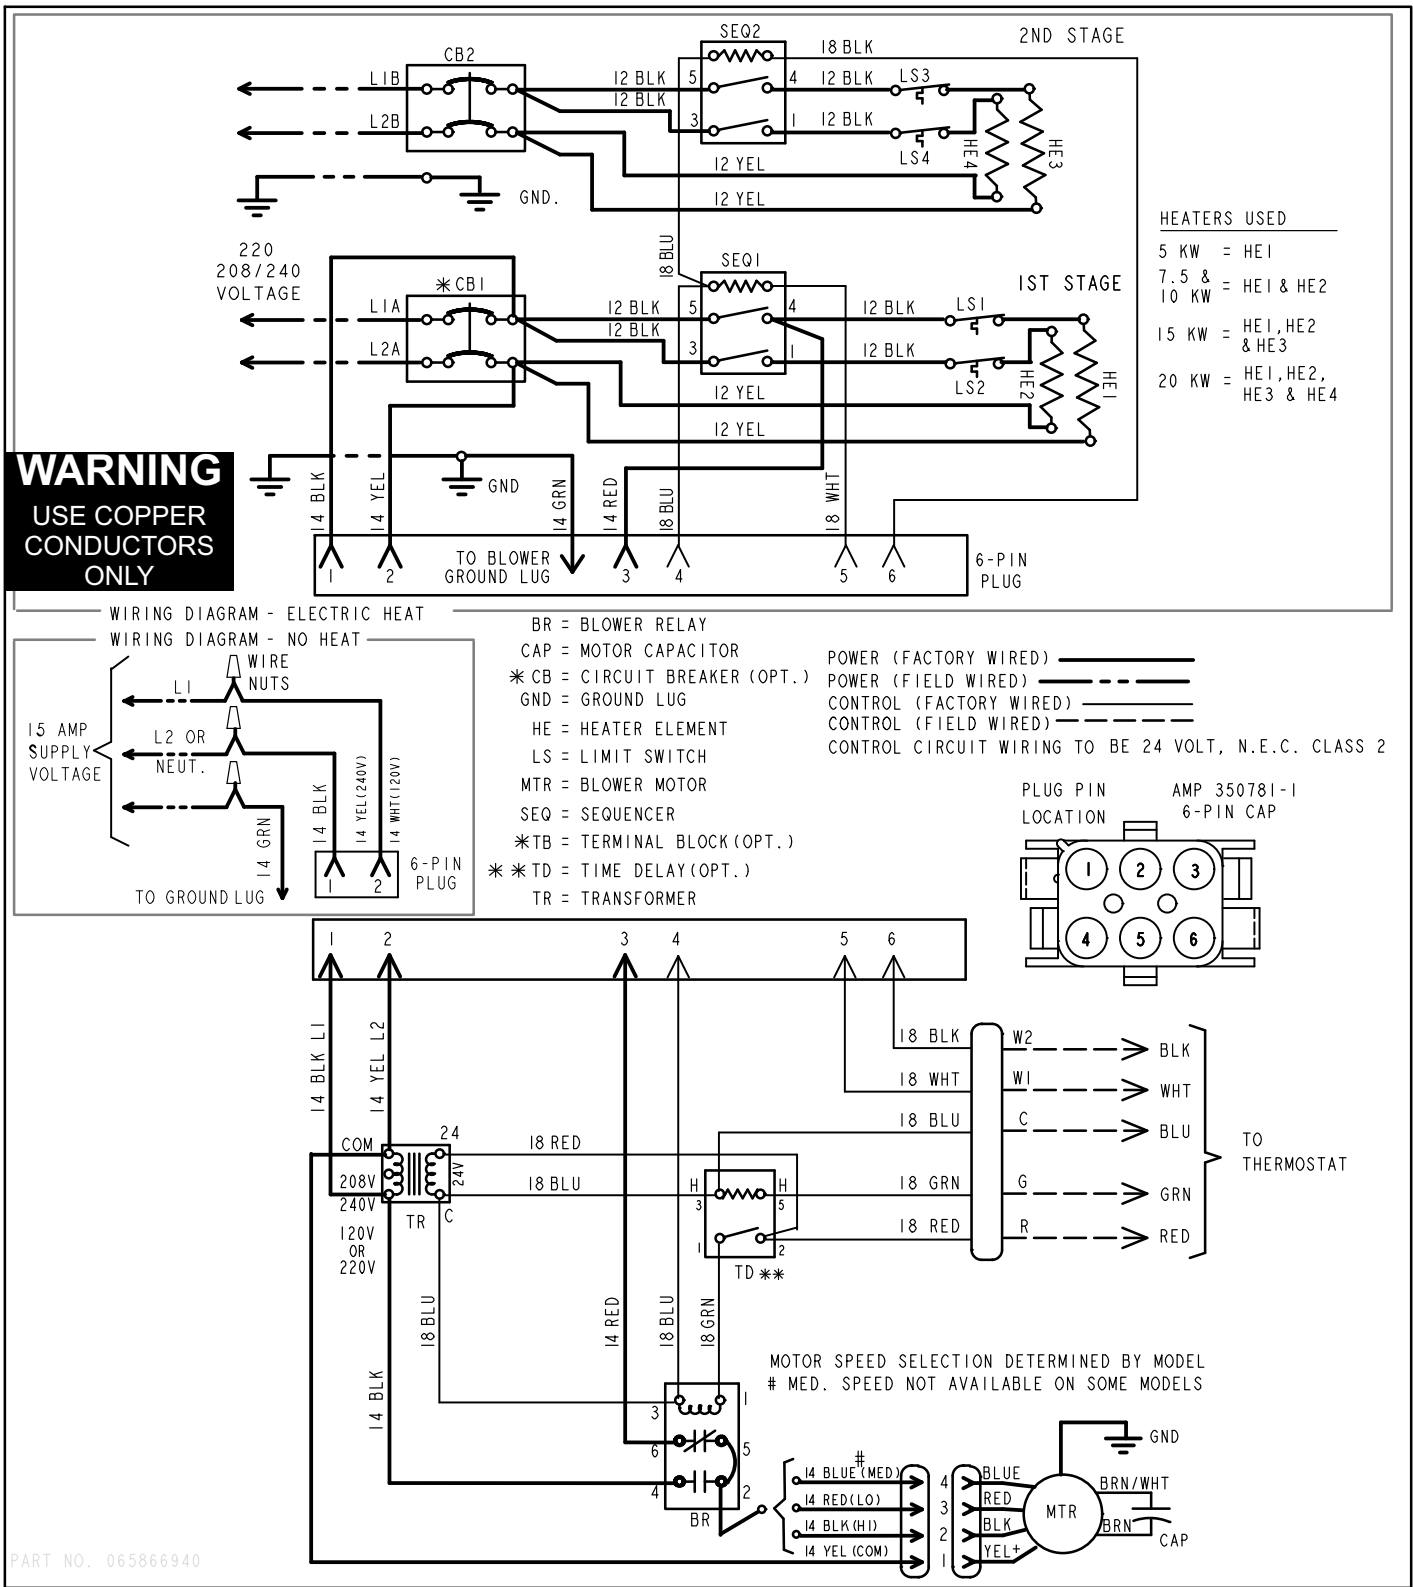 SEQ2
18 BLK
2ND STAGE
CB2
L1B
12 BLK
5
4
12 BLK
LS3
12 BLK
L2B
3
1
12 BLK
LS4
HE4
HE3
12 YEL
GND.
12 YEL
HEATERS USED
5 KW = HE1
7.5 &
10 KW = HE1 & HE2
15 KW = HE1,HE2
& HE3
20 KW = HE1,HE2,
HE3 & HE4
220
208/240
VOLTAGE
18 BLU
SEQ1
1ST STAGE
*CB1
L1A
12 BLK
5
4
12 BLK
LS1
12 BLK
L2A
3
1
12 BLK
LS2
HE2
HE1
12 YEL
12 YEL
WARNING
USE COPPER
CONDUCTORS
ONLY
14 BLK
14 YEL
GND
14 GRN
14 RED
18 BLU
18 WHT
TO BLOWER
GROUND LUG
1
2
3
4
5
6
6-PIN
PLUG
WIRING DIAGRAM - ELECTRIC HEAT
WIRING DIAGRAM - NO HEAT
WIRE
NUTS
L1
15 AMP
SUPPLY
VOLTAGE
L2 OR
NEUT.
14 GRN
14 BLK
14 YEL(240V)
14 WHT(120V)
1
2
6-PIN
PLUG
TO GROUND LUG
BR = BLOWER RELAY
CAP = MOTOR CAPACITOR
*CB = CIRCUIT BREAKER (OPT.)
GND = GROUND LUG
HE = HEATER ELEMENT
LS = LIMIT SWITCH
MTR = BLOWER MOTOR
SEQ = SEQUENCER
*TB = TERMINAL BLOCK(OPT.)
**TD = TIME DELAY(OPT.)
TR = TRANSFORMER
POWER (FACTORY WIRED)
POWER (FIELD WIRED)
CONTROL (FACTORY WIRED)
CONTROL (FIELD WIRED)
CONTROL CIRCUIT WIRING TO BE 24 VOLT, N.E.C. CLASS 2
PLUG PIN
LOCATION
AMP 350781-1
6-PIN CAP
1
2
3
4
5
6
1
2
3
4
5
6
14 BLK L1
14 YEL L2
18 BLK
W2
BLK
18 WHT
W1
WHT
18 BLU
C
BLU
TO
THERMOSTAT
18 GRN
G
GRN
18 RED
R
RED
COM
24
18 RED
208V
24V
18 BLU
240V
TR
C
120V
OR
220V
H
3
H
5
1
2
TD **
18 BLU
14 RED
18 BLU
18 GRN
14 BLK
MOTOR SPEED SELECTION DETERMINED BY MODEL
# MED. SPEED NOT AVAILABLE ON SOME MODELS
3
1
6
5
4
2
BR
#
14 BLUE (MED)
14 RED(LO)
14 BLK(HI)
14 YEL (COM)
4
3
2
1
BLUE
RED
BLK
YEL+
MTR
GND
BRN/WHT
BRN
CAP
PART NO. 065866940